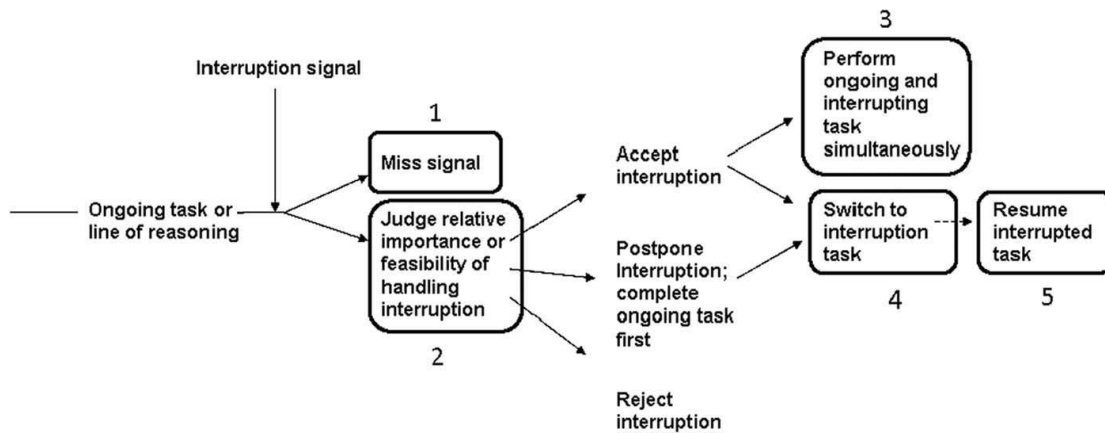 Interruption signal
Ongoing task or
line of reasoning
1
Miss signal
Judge relative
importance or
feasibility of
handling
interruption
2
Accept
interruption
Postpone
Interruption;
complete
ongoing task
first
Reject
interruption
3
Perform
ongoing and
interrupting
task
simultaneously
Switch to
interruption
task
4
Resume
interrupted
task
5